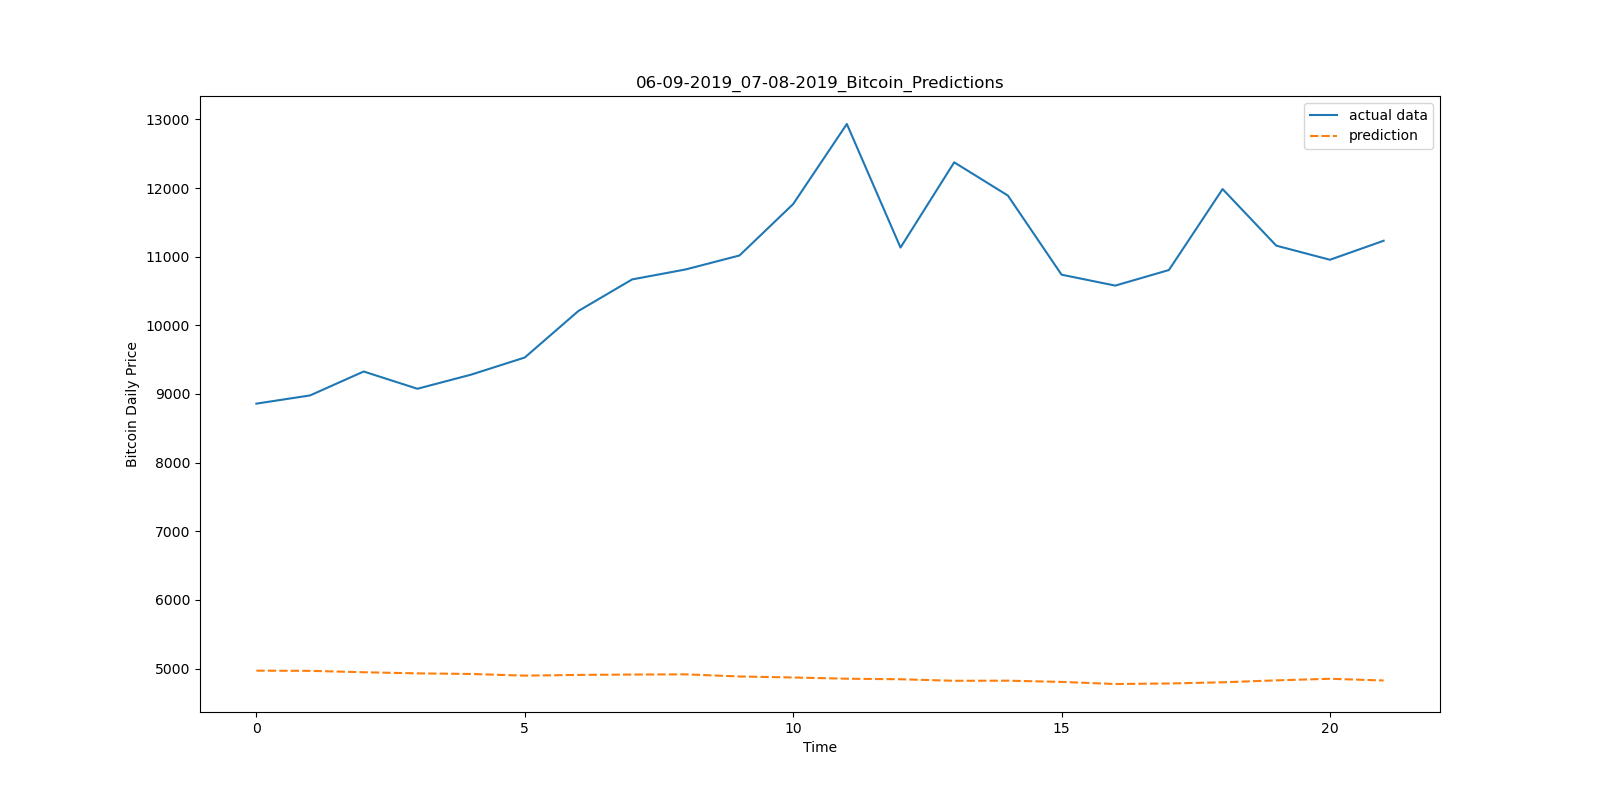 06-09-2019_07-08-2019_Bitcoin_Predictions
actual data
prediction
13000
12000
11000
10000
9000
8000
7000
6000
5000
Bitcoin Daily Price
0 5 10 15 20
Time